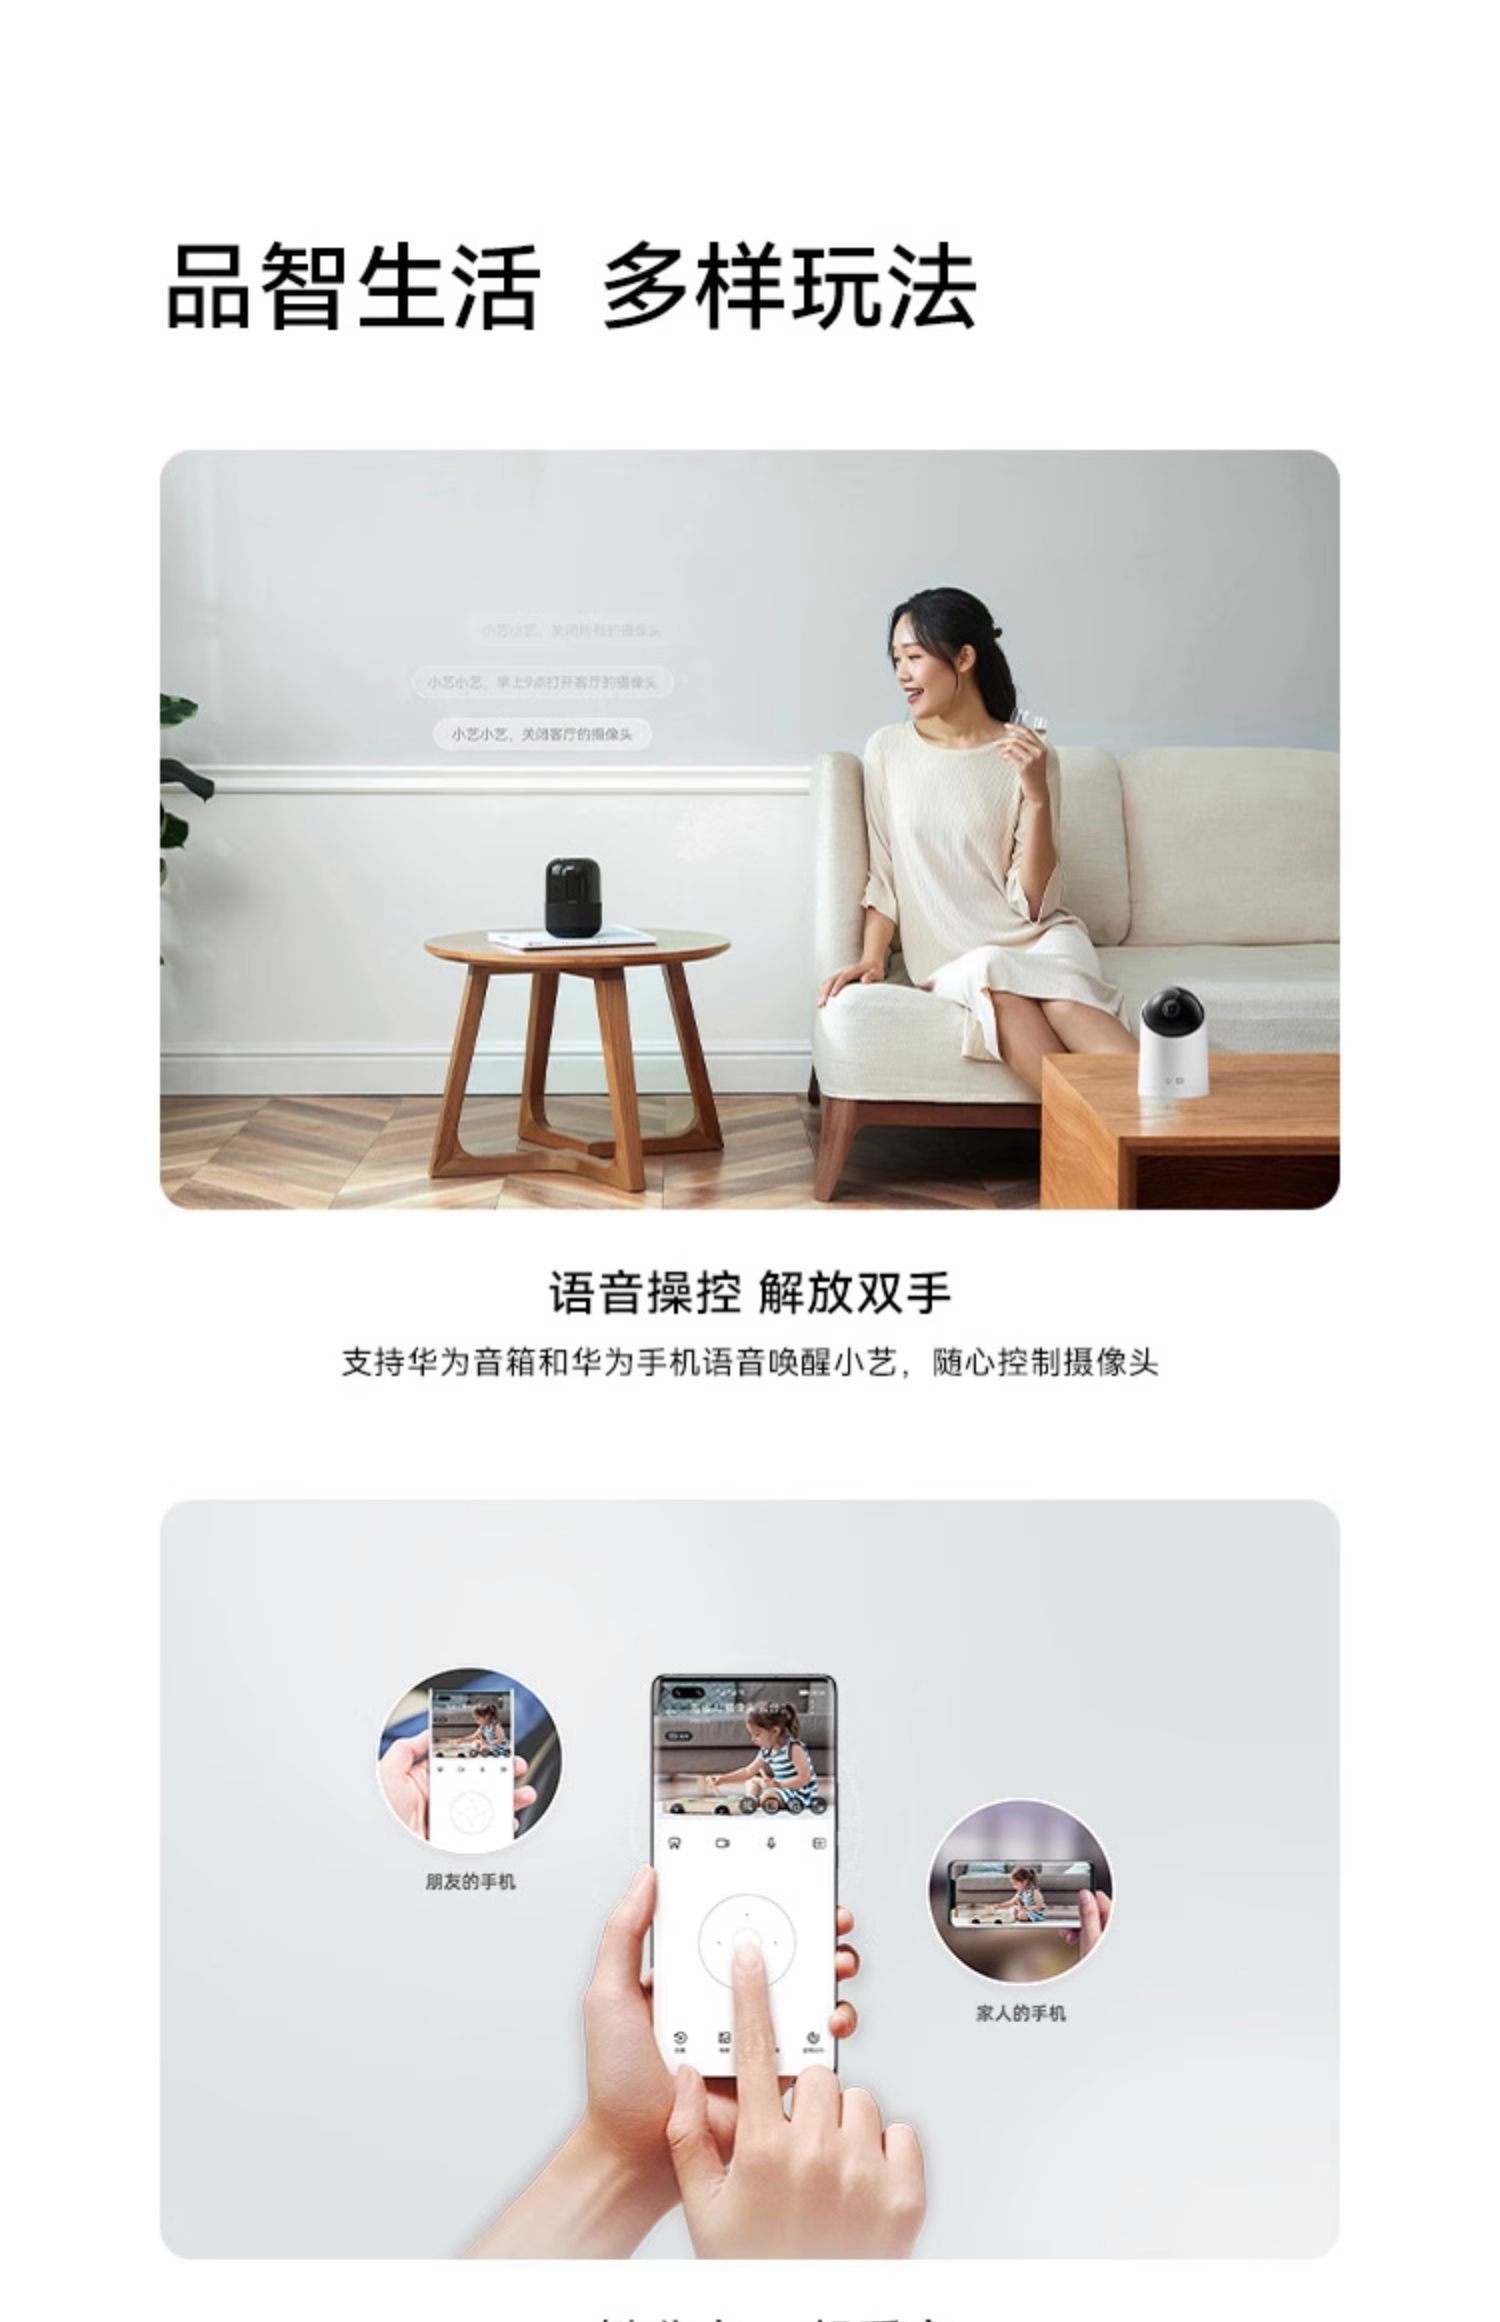 品智生活 多样玩法
小艺小艺，关闭所有的摄像头
小艺小艺，早上9点打开客厅的摄像头
小艺小艺，关闭客厅的摄像头
语音操控 解放双手
支持华为音箱和华为手机语音唤醒小艺，随心控制摄像头
朋友的手机
家人的手机